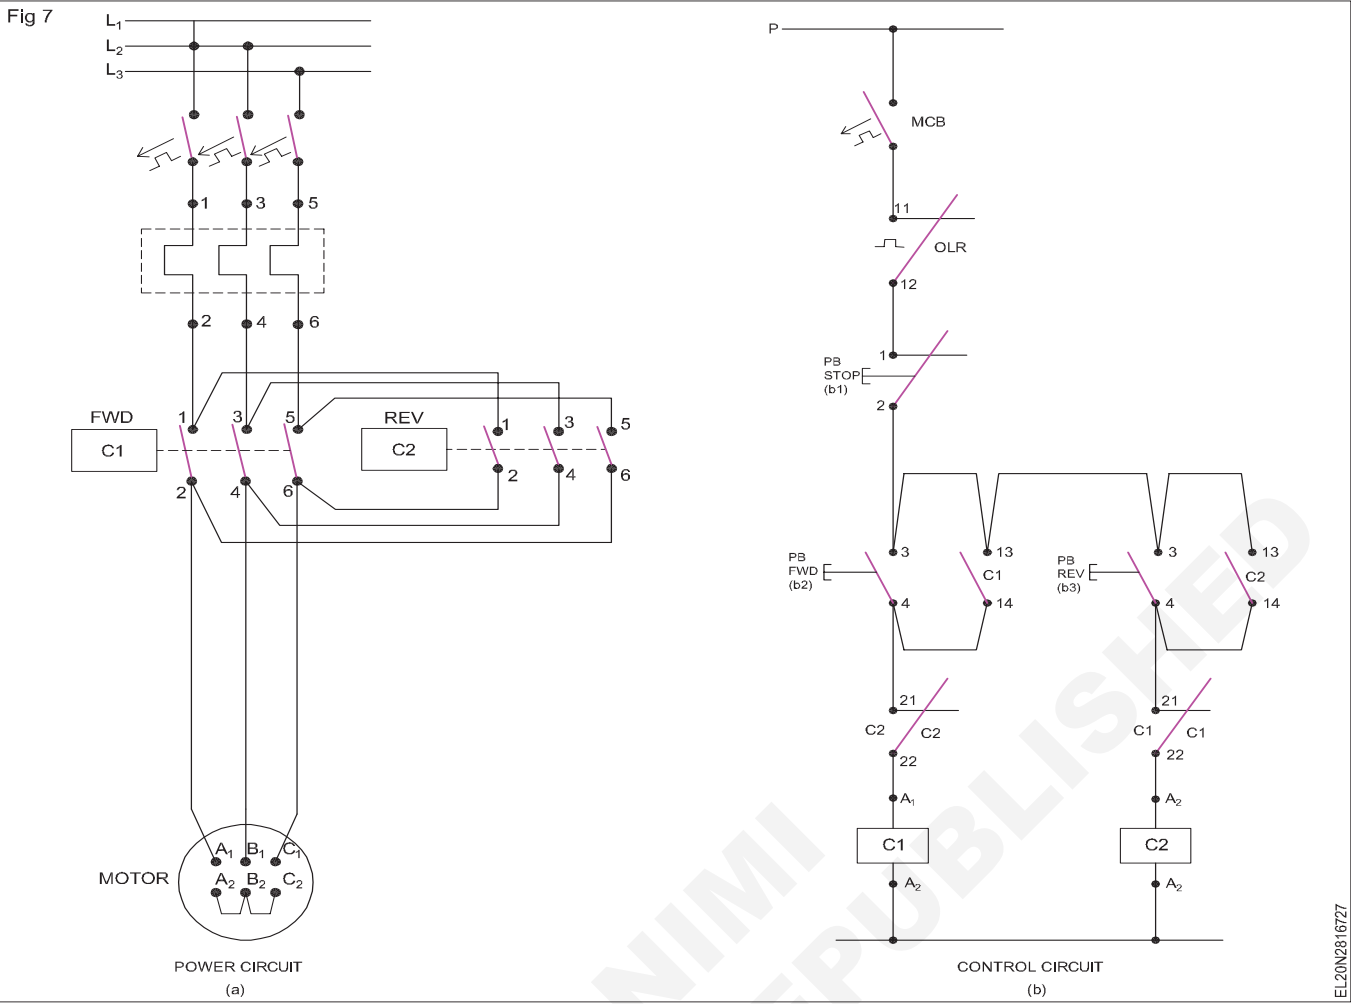 Fig 7
L1
L2
L3
1 3 5
2 4 6
FWD
C1
1 3 5
2 4 6
REV
C2
1 3 5
2 4 6
MOTOR
A1 B1 C1
A2 B2 C2
POWER CIRCUIT
(a)
P
MCB
11
OLR
12
1
PB
STOP
(b1)
2
PB
FWD
(b2)
3
4
13
C1
14
PB
REV
(b3)
3
4
13
C2
14
21
C2 C2
22
A1
C1
A2
21
C1 C1
22
A2
C2
A2
CONTROL CIRCUIT
(b)
EL20N2816727
NIMI
REPUBLISHED